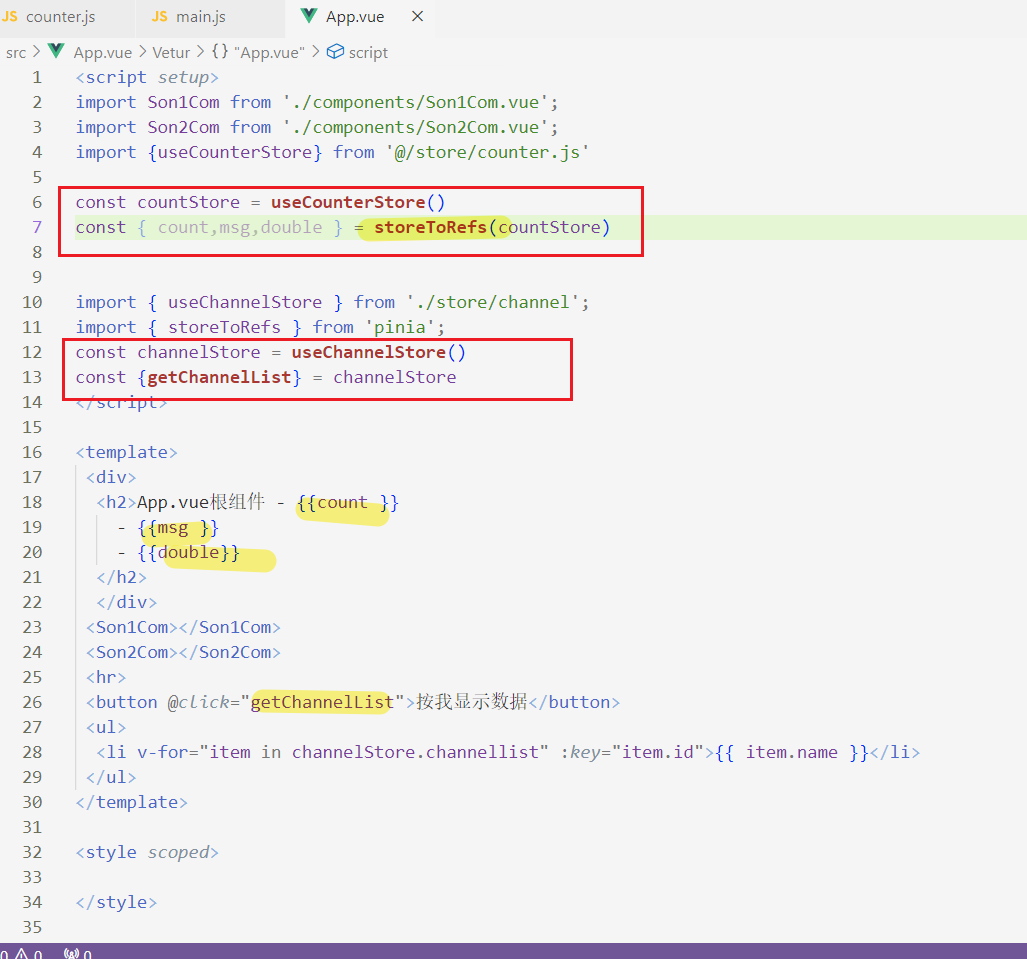 JS counter.js JS main.js App.vue ×
src > App.vue > Vetur > {} "App.vue" > script
1 <script setup>
2 import Son1Com from './components/Son1Com.vue';
3 import Son2Com from './components/Son2Com.vue';
4 import {useCounterStore} from '@/store/counter.js'
5
6 const countStore = useCounterStore()
7 const { count,msg,double } = storeToRefs(countStore)
8
9
10 import { useChannelStore } from './store/channel';
11 import { storeToRefs } from 'pinia';
12 const channelStore = useChannelStore()
13 const {getChannelList} = channelStore
14 </script>
15
16 <template>
17 <div>
18 <h2>App.vue根组件 - {{count }}
19 - {{msg }}
20 - {{double}}
21 </h2>
22 </div>
23 <Son1Com></Son1Com>
24 <Son2Com></Son2Com>
25 <hr>
26 <button @click="getChannelList">按我显示数据</button>
27 <ul>
28 <li v-for="item in channelStore.channellist" :key="item.id">{{ item.name }}</li>
29 </ul>
30 </template>
31
32 <style scoped>
33
34 </style>
35
0 0 0